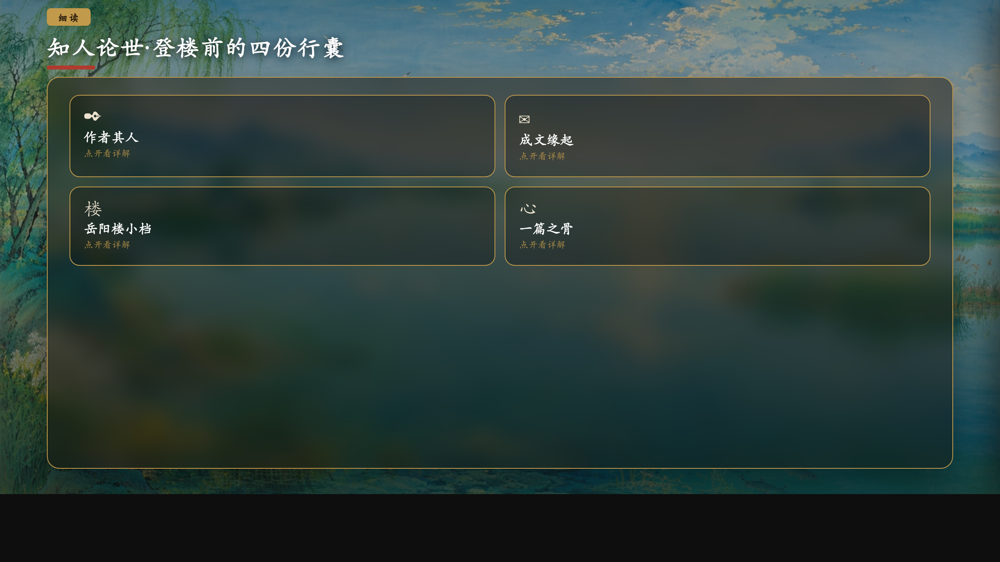 细读
知人论世·登楼前的四份行囊
✒
作者其人
点开看详解
✉
成文缘起
点开看详解
楼
岳阳楼小档
点开看详解
心
一篇之骨
点开看详解